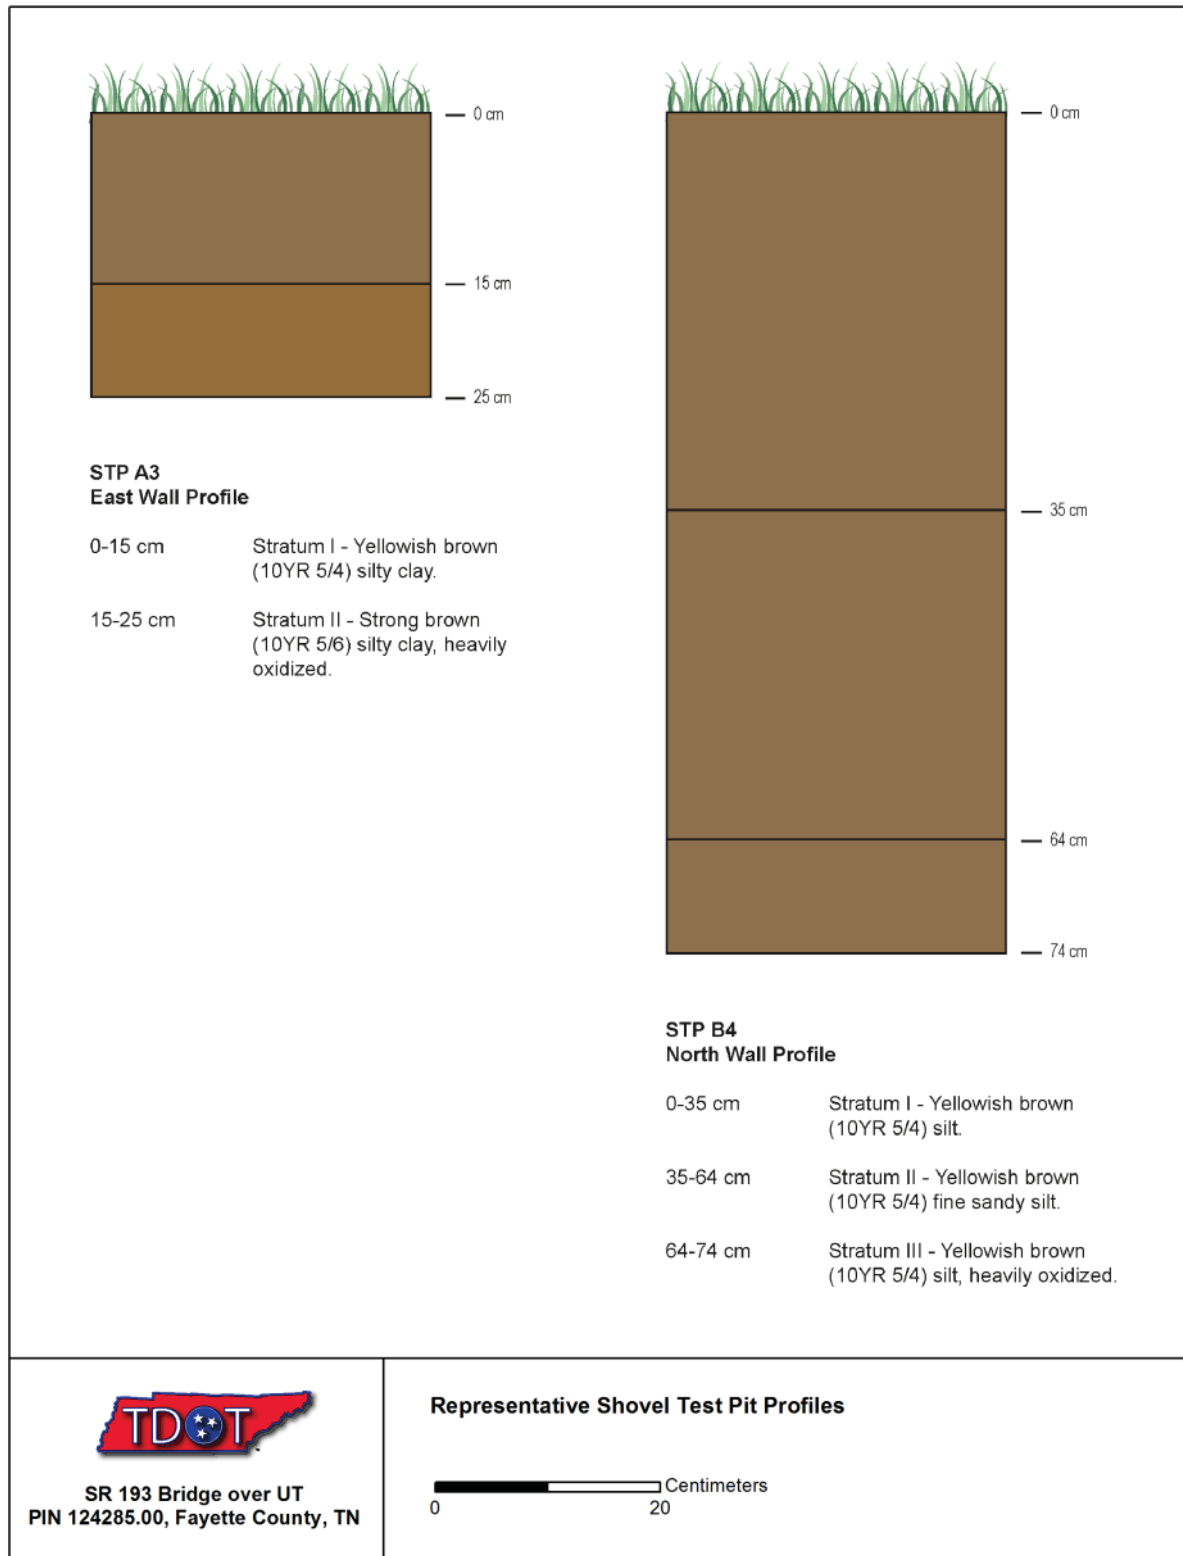 0 cm
15 cm
25 cm
STP A3
East Wall Profile
0-15 cm Stratum I - Yellowish brown
(10YR 5/4) silty clay.
15-25 cm Stratum II - Strong brown
(10YR 5/6) silty clay, heavily
oxidized.
0 cm
35 cm
64 cm
74 cm
STP B4
North Wall Profile
0-35 cm Stratum I - Yellowish brown
(10YR 5/4) silt.
35-64 cm Stratum II - Yellowish brown
(10YR 5/4) fine sandy silt.
64-74 cm Stratum III - Yellowish brown
(10YR 5/4) silt, heavily oxidized.
TDOT
SR 193 Bridge over UT
PIN 124285.00, Fayette County, TN
Representative Shovel Test Pit Profiles
Centimeters
0 20